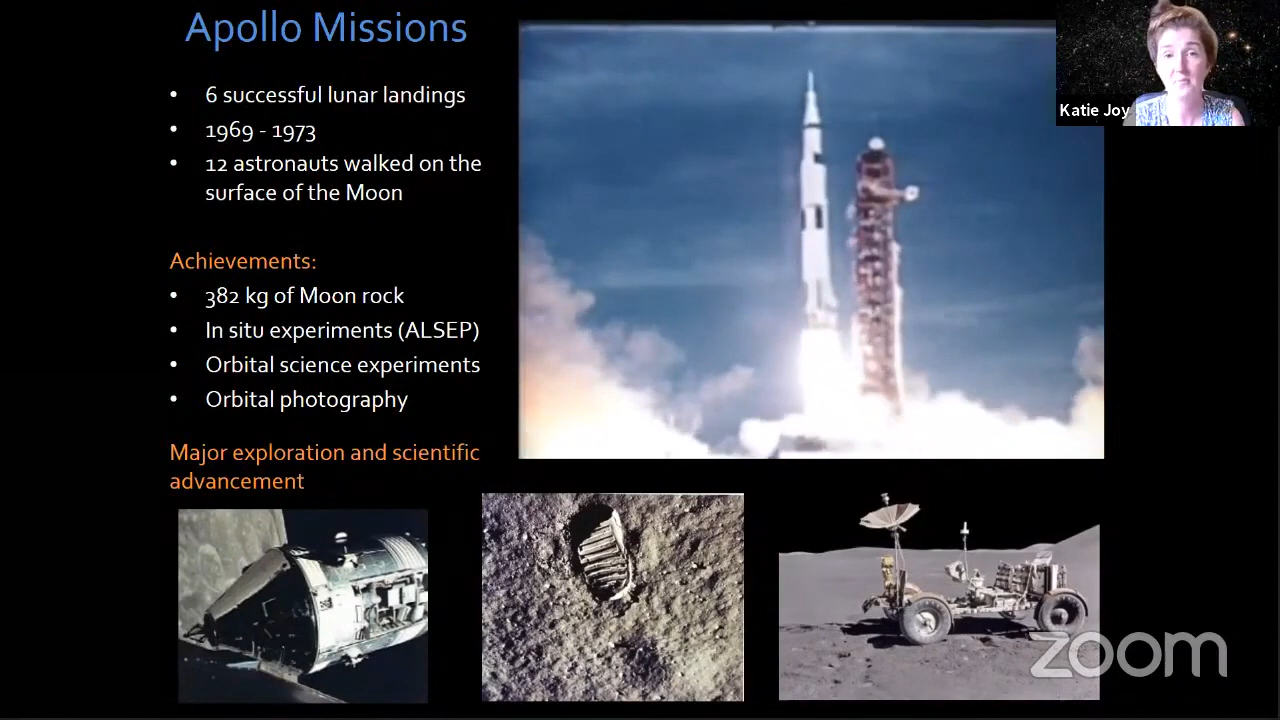 Apollo Missions
• 6 successful lunar landings
• 1969 - 1973
• 12 astronauts walked on the
surface of the Moon
Achievements:
• 382 kg of Moon rock
• In situ experiments (ALSEP)
• Orbital science experiments
• Orbital photography
Major exploration and scientific
advancement
Katie Joy
zoom